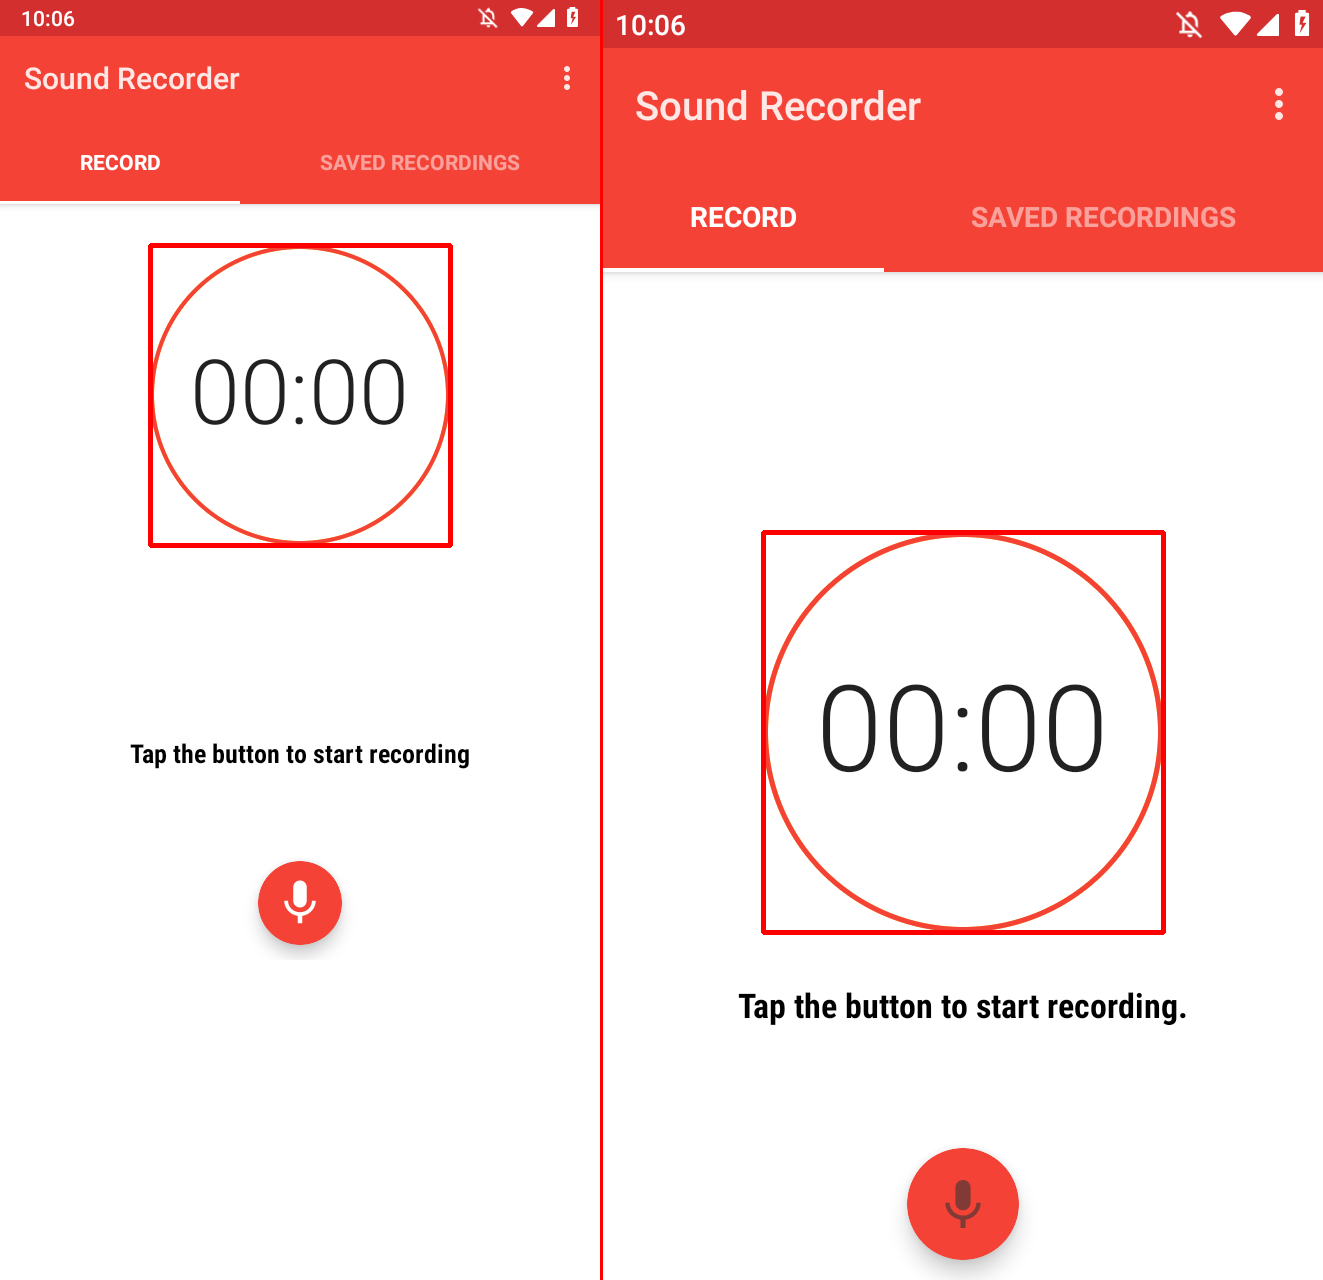 10:06
Sound Recorder
RECORD
SAVED RECORDINGS
00:00
Tap the button to start recording
10:06
Sound Recorder
RECORD
SAVED RECORDINGS
00:00
Tap the button to start recording.